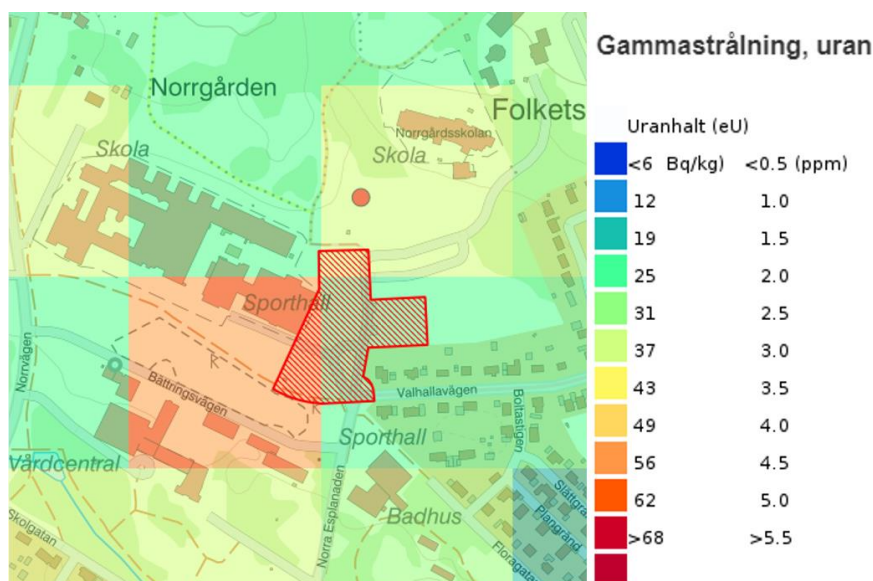 Norrgården
Folkets
Skola
Norrgårdsskolan
Skola
Sporthall
Norrvägen
Bättringsvägen
Valhallavägen
Boltastigen
Sporthall
Vårdcentral
Norra Esplanaden
Badhus
Skolgatan
Floragatan
Plangränd
Gammastrålning, uran
Uranhalt (eU)
<6 Bq/kg) <0.5 (ppm)
12 1.0
19 1.5
25 2.0
31 2.5
37 3.0
43 3.5
49 4.0
56 4.5
62 5.0
>68 >5.5